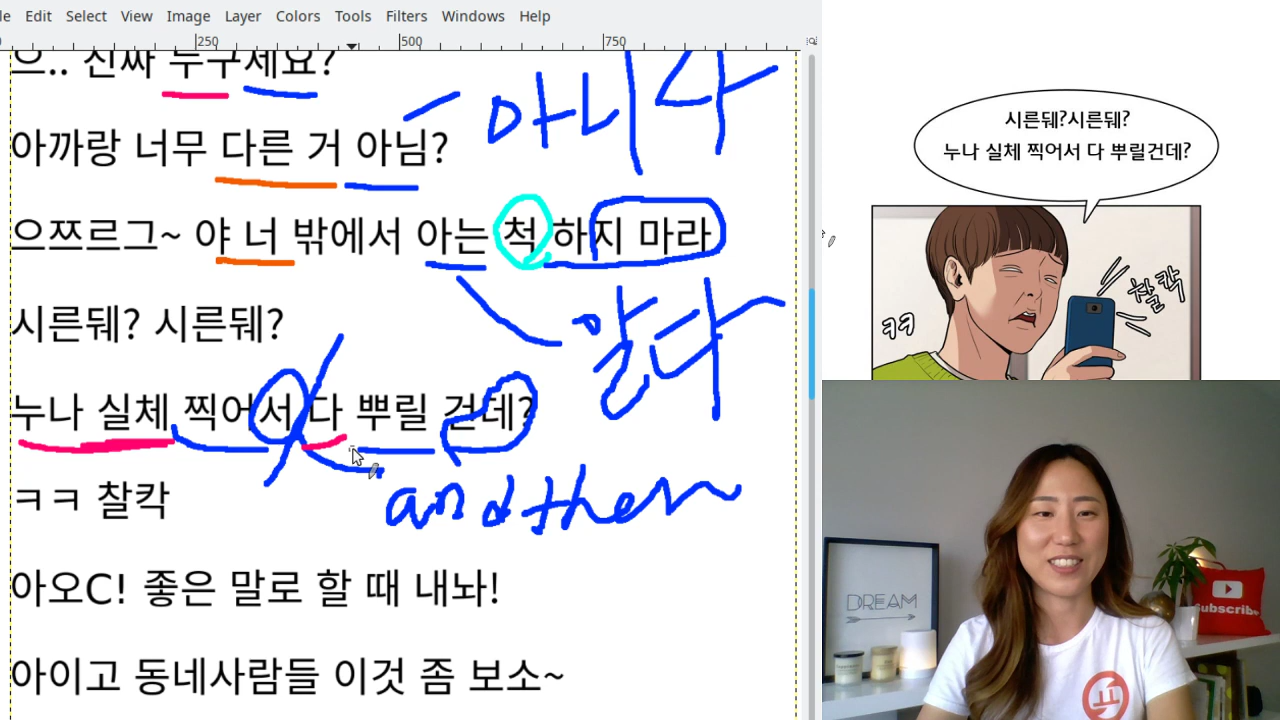 Edit Select View Image Layer Colors Tools Filters Windows Help
250 500 750
으.. 진짜 누구세요?
아니다
아까랑 너무 다른 거 아님?
으쯔르그~ 야 너 밖에서 아는 척 하지 마라
알다
시른뒈? 시른뒈?
누나 실체 찍어서 다 뿌릴 건데?
and then
ㅋㅋ 찰칵
아오C! 좋은 말로 할 때 내놔!
아이고 동네사람들 이것 좀 보소~
시른뒈?시른뒈?
누나 실체 찍어서 다 뿌릴건데?
찰칵
ㅋㅋ
DREAM
Subscribe